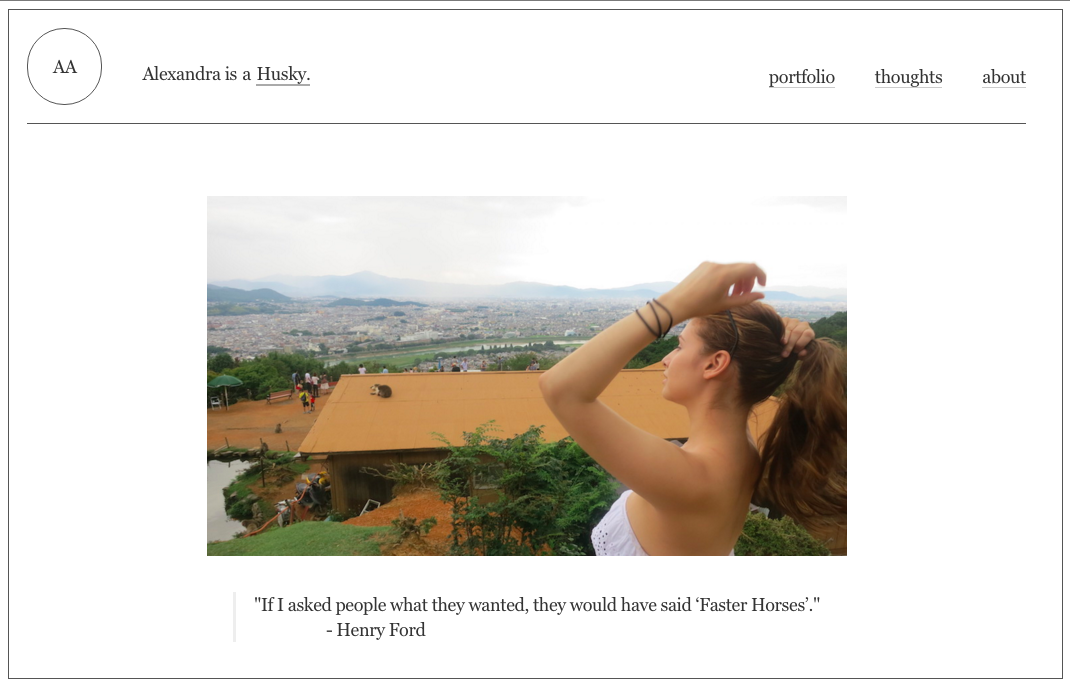 AA
Alexandra is a Husky.
portfolio thoughts about
"If I asked people what they wanted, they would have said ‘Faster Horses’."
- Henry Ford